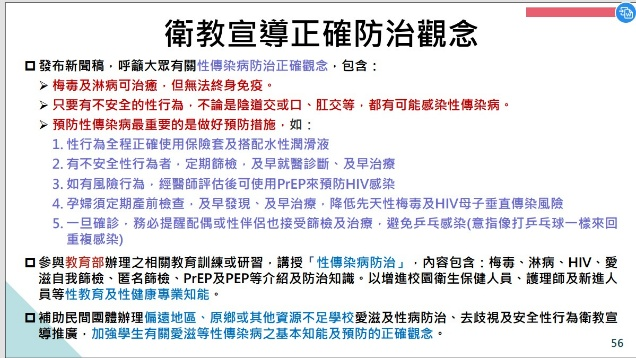 衛教宣導正確防治觀念
發布新聞稿，呼籲大眾有關性傳染病防治正確觀念，包含：
梅毒及淋病可治癒，但無法終身免疫。
只要有不安全的性行為，不論是陰道交或口、肛交等，都有可能感染性傳染病。
預防性傳染病最重要的是做好預防措施，如：
1. 性行為全程正確使用保險套及搭配水性潤滑液
2. 有不安全性行為者，定期篩檢，及早就醫診斷、及早治療
3. 如有風險行為，經醫師評估後可使用PrEP來預防HIV感染
4. 孕婦須定期產前檢查，及早發現、及早治療，降低先天性梅毒及HIV母子垂直傳染風險
5. 一旦確診，務必提醒配偶或性伴侶也接受篩檢及治療，避免乒乓感染(意指像打乒乓球一樣來回
重複感染)
參與教育部辦理之相關教育訓練或研習，講授「性傳染病防治」，內容包含：梅毒、淋病、HIV、愛
滋自我篩檢、匿名篩檢、PrEP及PEP等介紹及防治知識。以增進校園衛生保健人員、護理師及新進人
員等性教育及性健康專業知能。
補助民間團體辦理偏遠地區、原鄉或其他資源不足學校愛滋及性病防治、去歧視及安全性行為衛教宣
導推廣，加強學生有關愛滋等性傳染病之基本知能及預防的正確觀念。
56